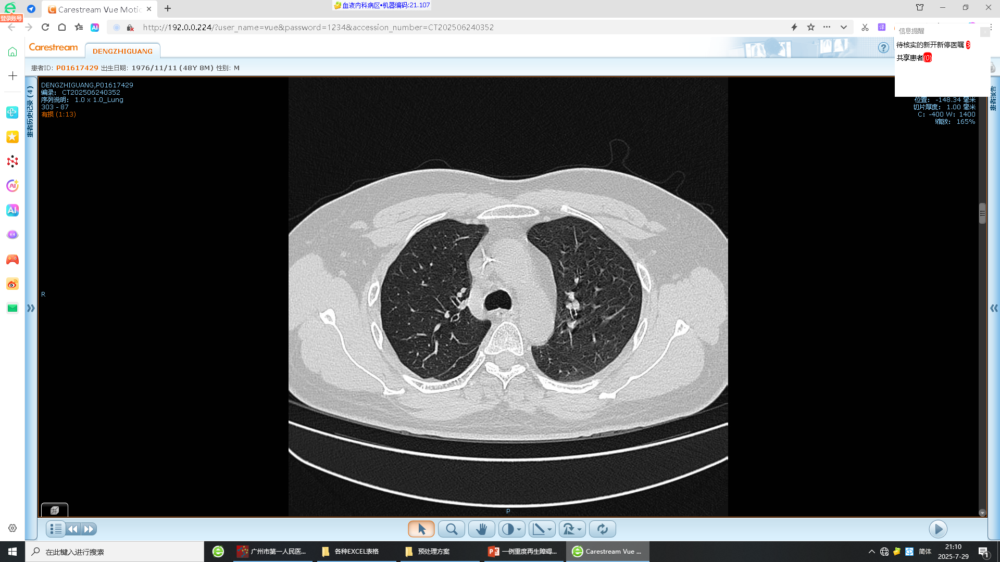 登录账号
Carestream Vue Motic
血液内科病区•机器编码:21.107
http://192.0.0.224/?user_name=vue&password=1234&accession_number=CT202506240352
译
信息提醒
待核实的新开新停医嘱 3
共享患者(0)
Carestream
DENGZHIGUANG
患者ID: P01617429 出生日期: 1976/11/11 (48Y 8M) 性别: M
患者历史记录 (4)
患者报告
DENGZHIGUANG,P01617429
编录: CT202506240352
序列说明: 1.0 x 1.0_Lung
303 - 87
有损 (1:13)
位置: -148.34 毫米
切片厚度: 1.00 毫米
C: -400 W: 1400
缩放: 165%
AI
AI
AI
R
P
在此键入进行搜索
广州市第一人民医...
各种EXCEL表格
预处理方案
一例重度再生障碍...
Carestream Vue ...
简体
21:10
2025-7-29
1